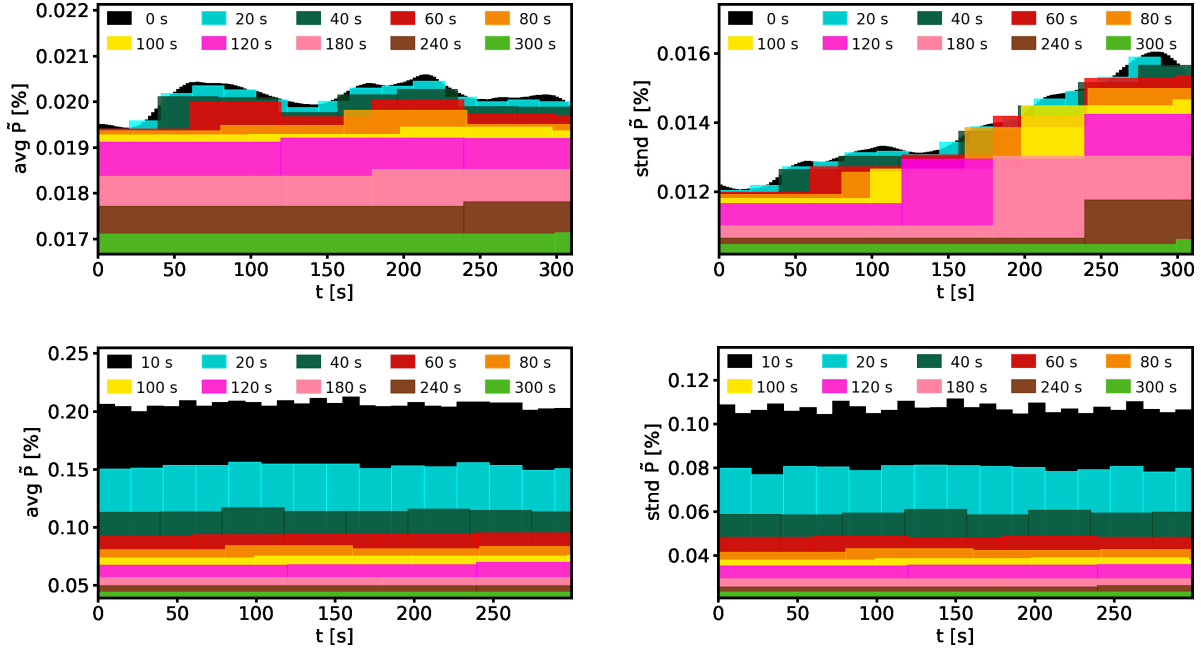 avg P̃ [%]
0.022
0.021
0.020
0.019
0.018
0.017
0 s 20 s 40 s 60 s 80 s
100 s 120 s 180 s 240 s 300 s
0 50 100 150 200 250 300
t [s]
stnd P̃ [%]
0.016
0.014
0.012
0 s 20 s 40 s 60 s 80 s
100 s 120 s 180 s 240 s 300 s
0 50 100 150 200 250 300
t [s]
avg P̃ [%]
0.25
0.20
0.15
0.10
0.05
10 s 20 s 40 s 60 s 80 s
100 s 120 s 180 s 240 s 300 s
0 50 100 150 200 250
t [s]
stnd P̃ [%]
0.12
0.10
0.08
0.06
0.04
10 s 20 s 40 s 60 s 80 s
100 s 120 s 180 s 240 s 300 s
0 50 100 150 200 250
t [s]